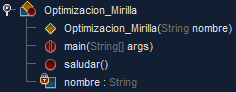 Optimizacion_Mirilla
Optimizacion_Mirilla(String nombre)
main(String[] args)
saludar()
nombre : String